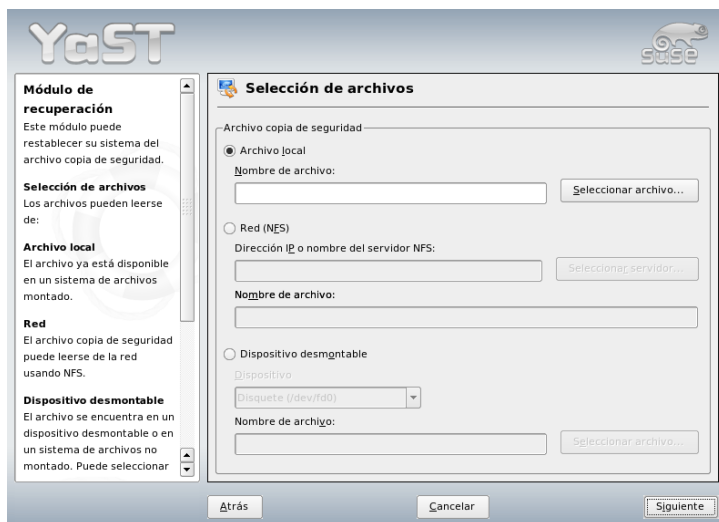 YaST
suse
Módulo de
recuperación
Este módulo puede
restablecer su sistema del
archivo copia de seguridad.
Selección de archivos
Los archivos pueden leerse
de:
Archivo local
El archivo ya está disponible
en un sistema de archivos
montado.
Red
El archivo copia de seguridad
puede leerse de la red
usando NFS.
Dispositivo desmontable
El archivo se encuentra en un
dispositivo desmontable o en
un sistema de archivos no
montado. Puede seleccionar
Selección de archivos
Archivo copia de seguridad
Archivo local
Nombre de archivo:
Seleccionar archivo...
Red (NFS)
Dirección IP o nombre del servidor NFS:
Seleccionar servidor...
Nombre de archivo:
Dispositivo desmontable
Dispositivo
Disquete (/dev/fd0)
Nombre de archivo:
Seleccionar archivo...
Atrás
Cancelar
Siguiente